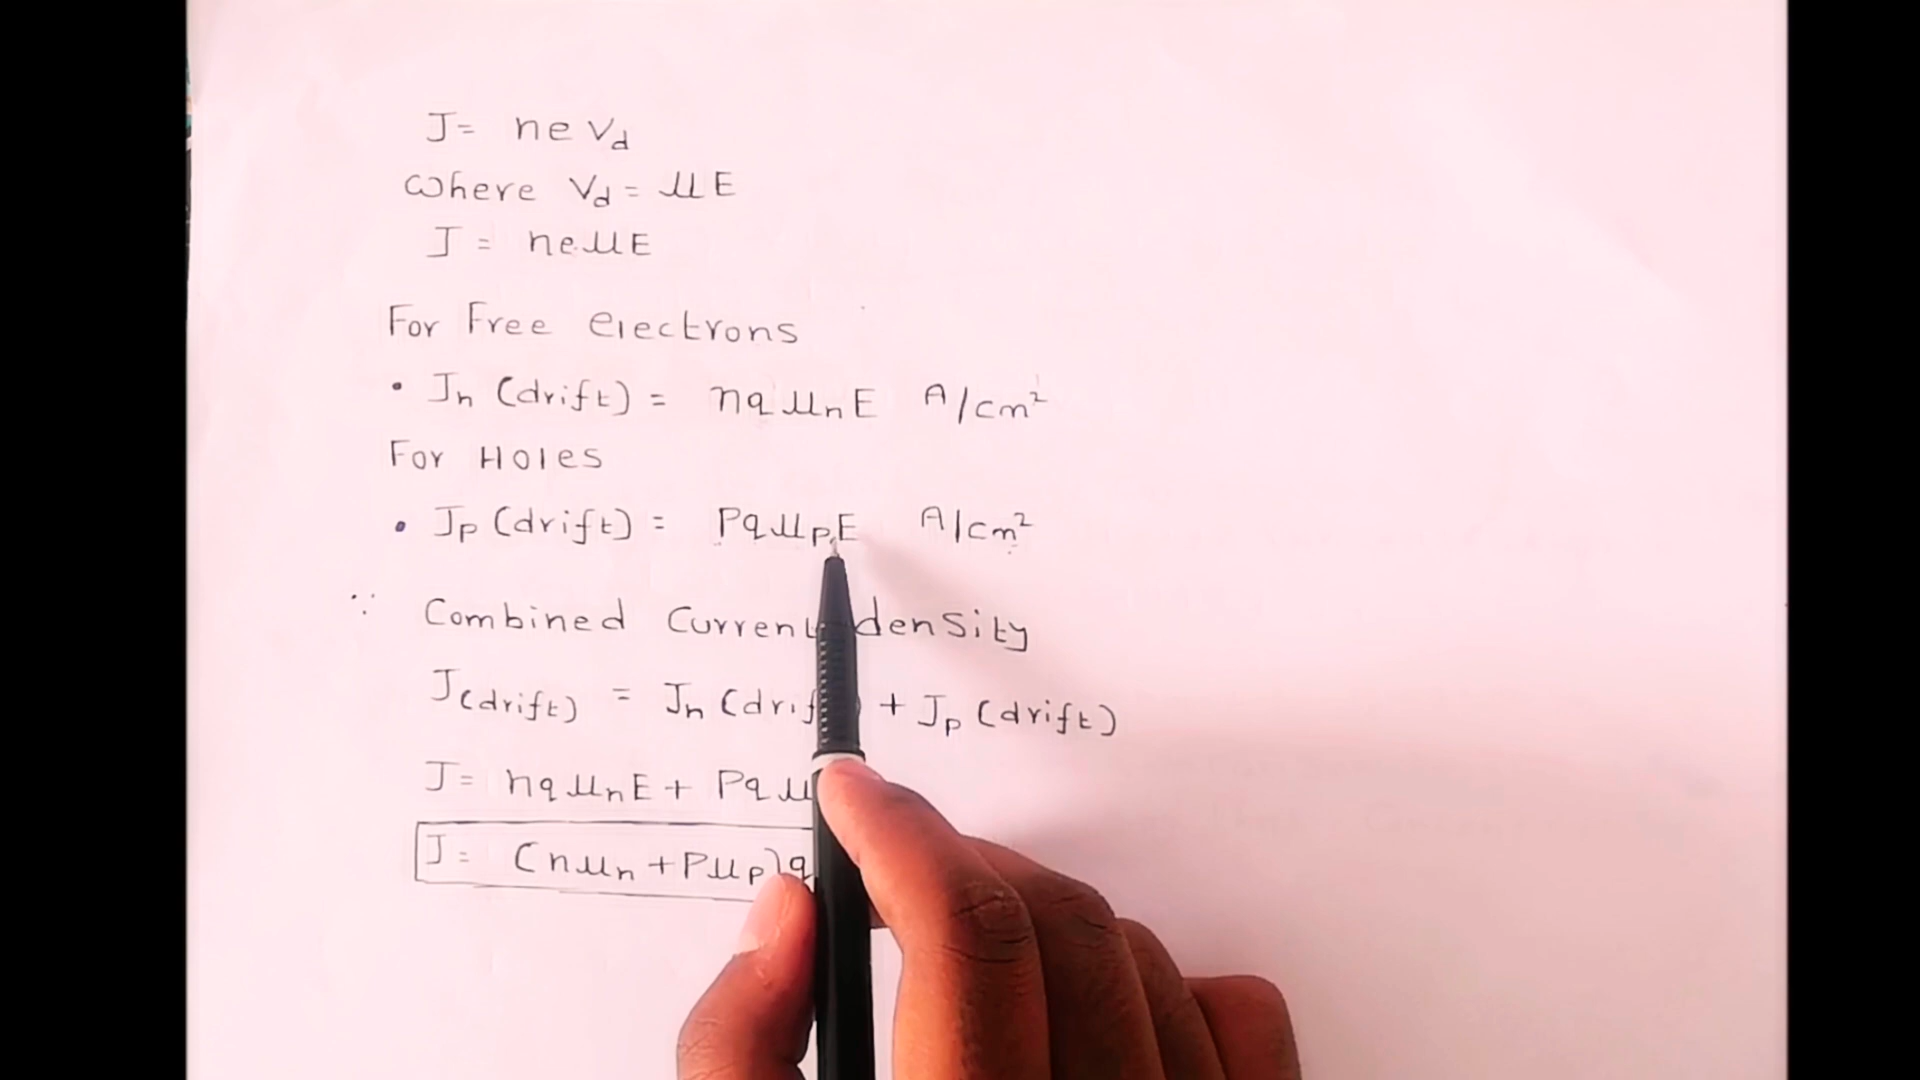 J = neVd
where Vd = μE
J = neμE
For Free electrons
• Jn (drift) = nqμnE A/cm²
For Holes
• Jp (drift) = PqμpE A/cm²
∵ Combined Current density
J(drift) = Jn (drif + Jp (drift)
J = nqμnE + Pqμ
J = (nμn + Pμp)q